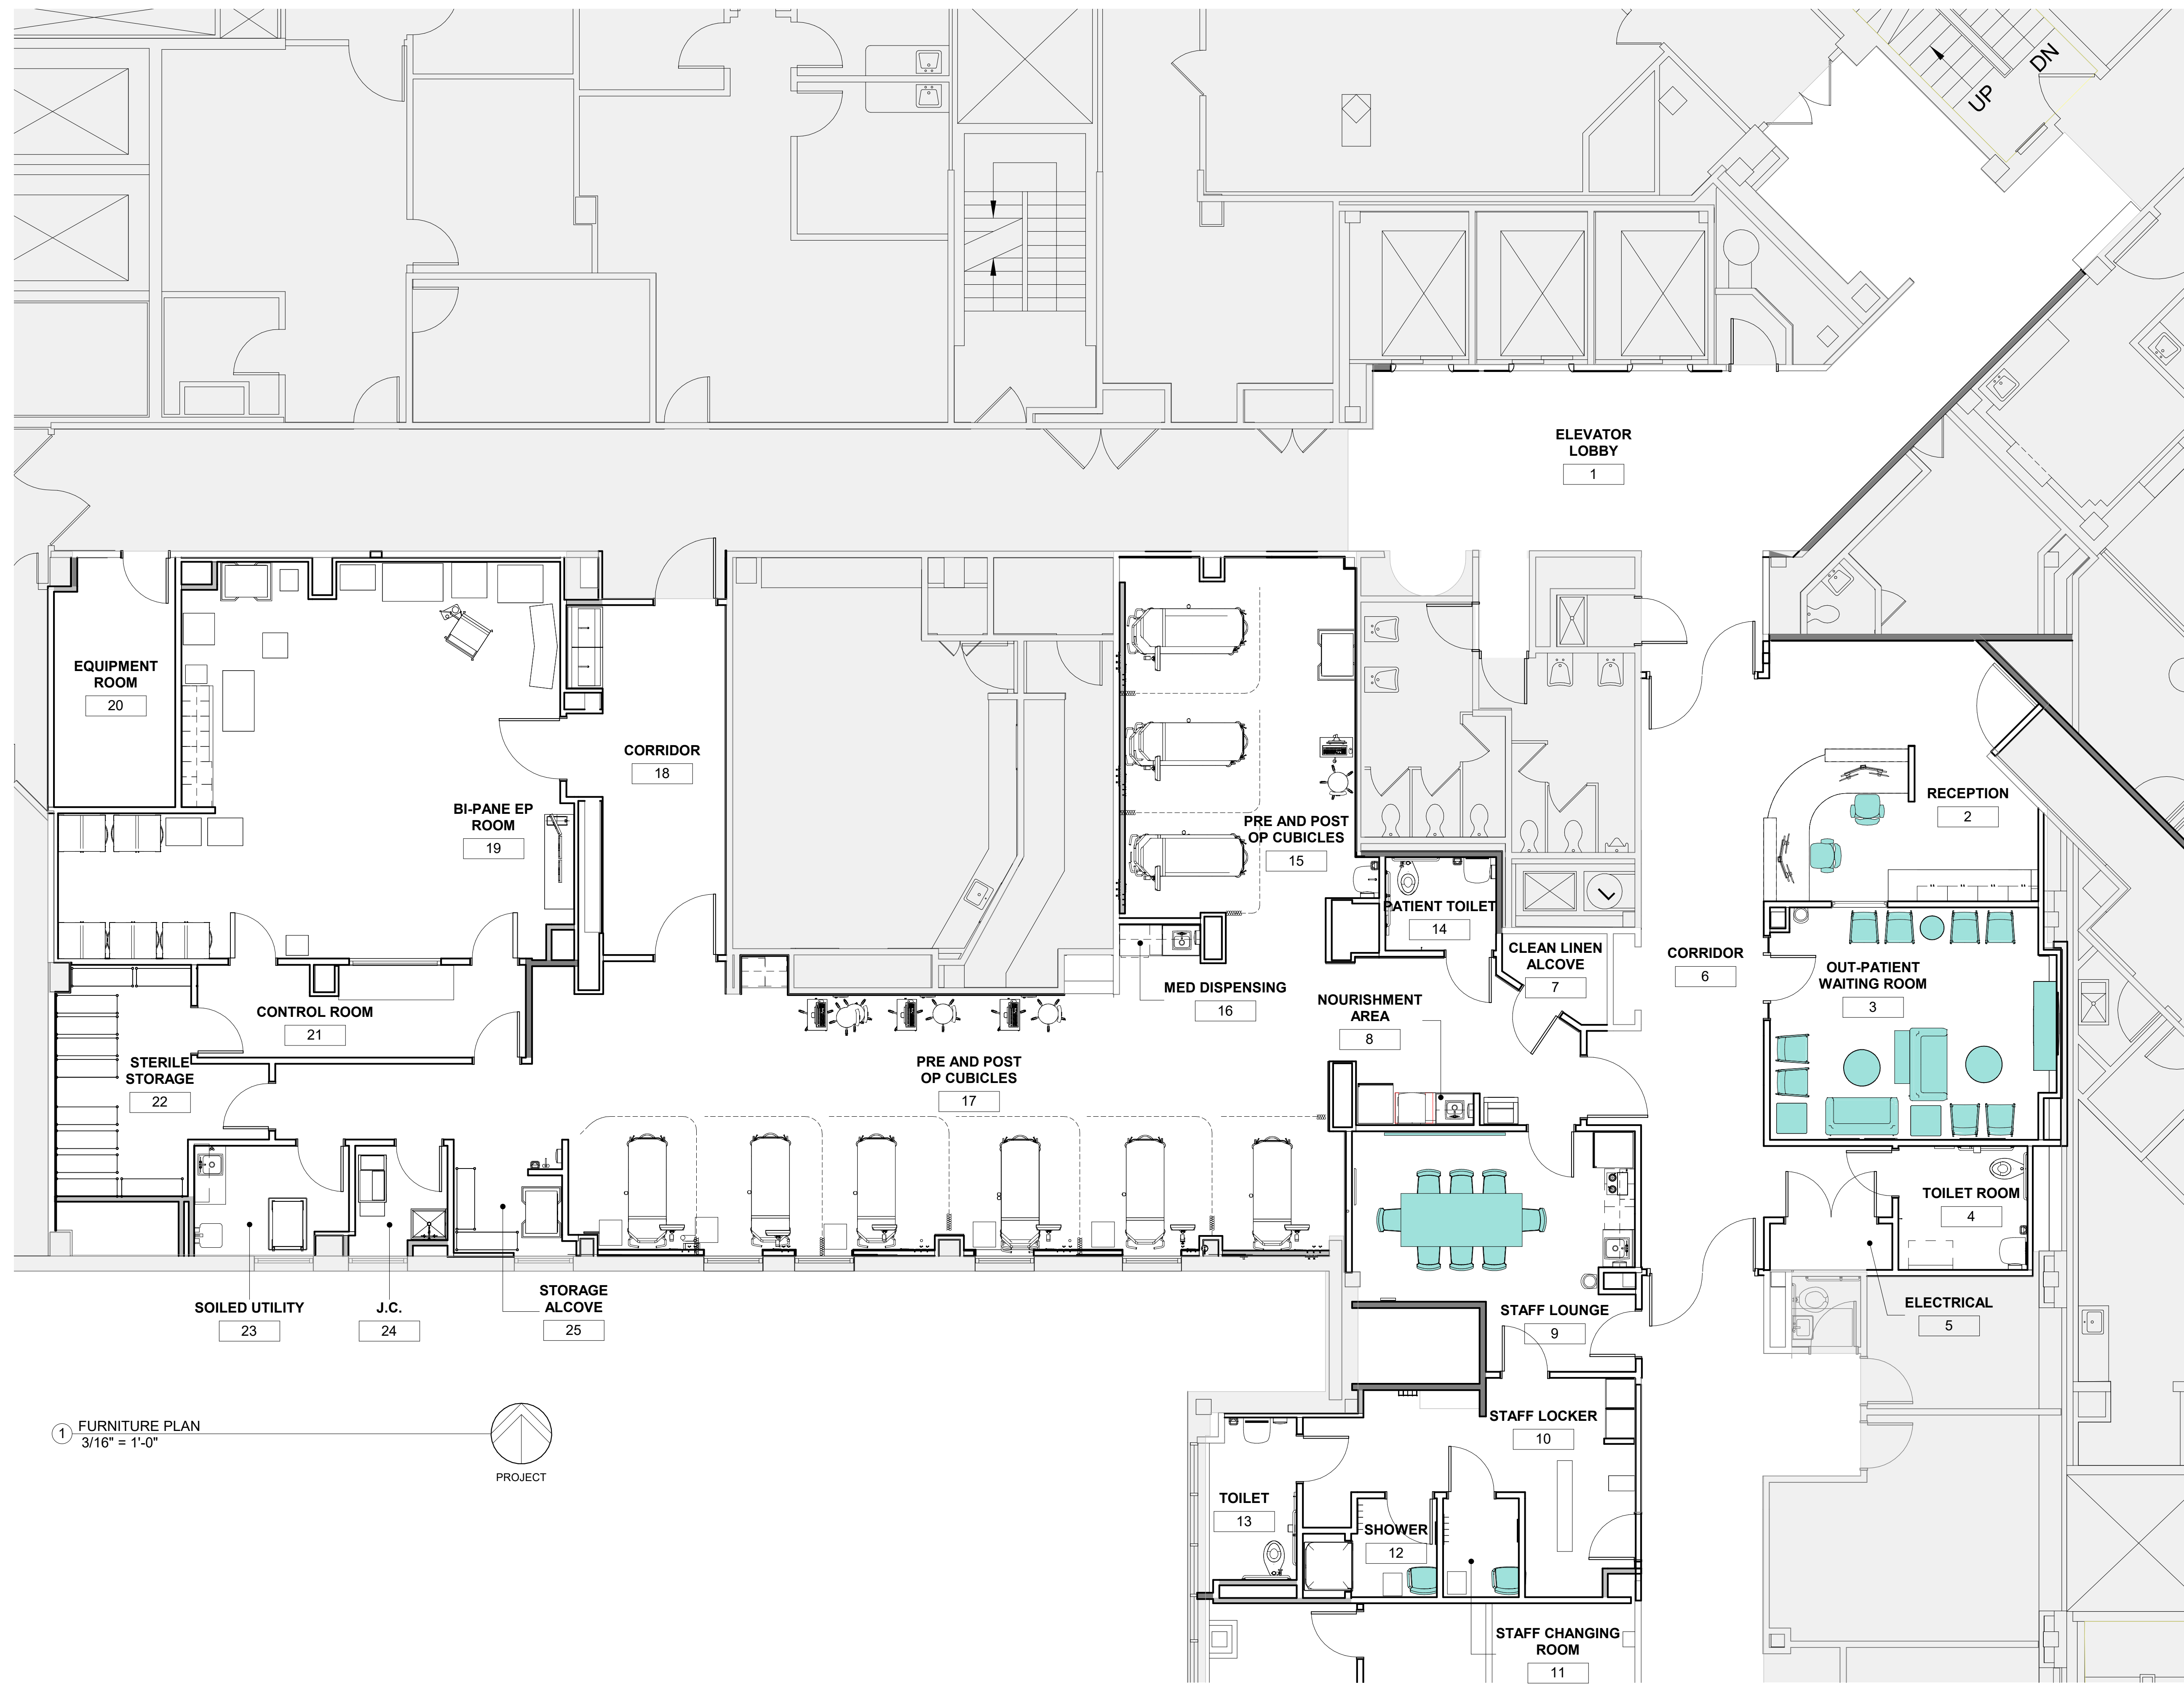 DN
UP
ELEVATOR
LOBBY
1
EQUIPMENT
ROOM
20
CORRIDOR
18
BI-PANE EP
ROOM
19
PRE AND POST
OP CUBICLES
15
RECEPTION
2
PATIENT TOILET
14
CLEAN LINEN
ALCOVE
7
CORRIDOR
6
OUT-PATIENT
WAITING ROOM
3
MED DISPENSING
16
NOURISHMENT
AREA
8
CONTROL ROOM
21
STERILE
STORAGE
22
PRE AND POST
OP CUBICLES
17
TOILET ROOM
4
SOILED UTILITY
23
J.C.
24
STORAGE
ALCOVE
25
STAFF LOUNGE
9
ELECTRICAL
5
1
FURNITURE PLAN
3/16" = 1'-0"
PROJECT
STAFF LOCKER
10
TOILET
13
SHOWER
12
STAFF CHANGING
ROOM
11